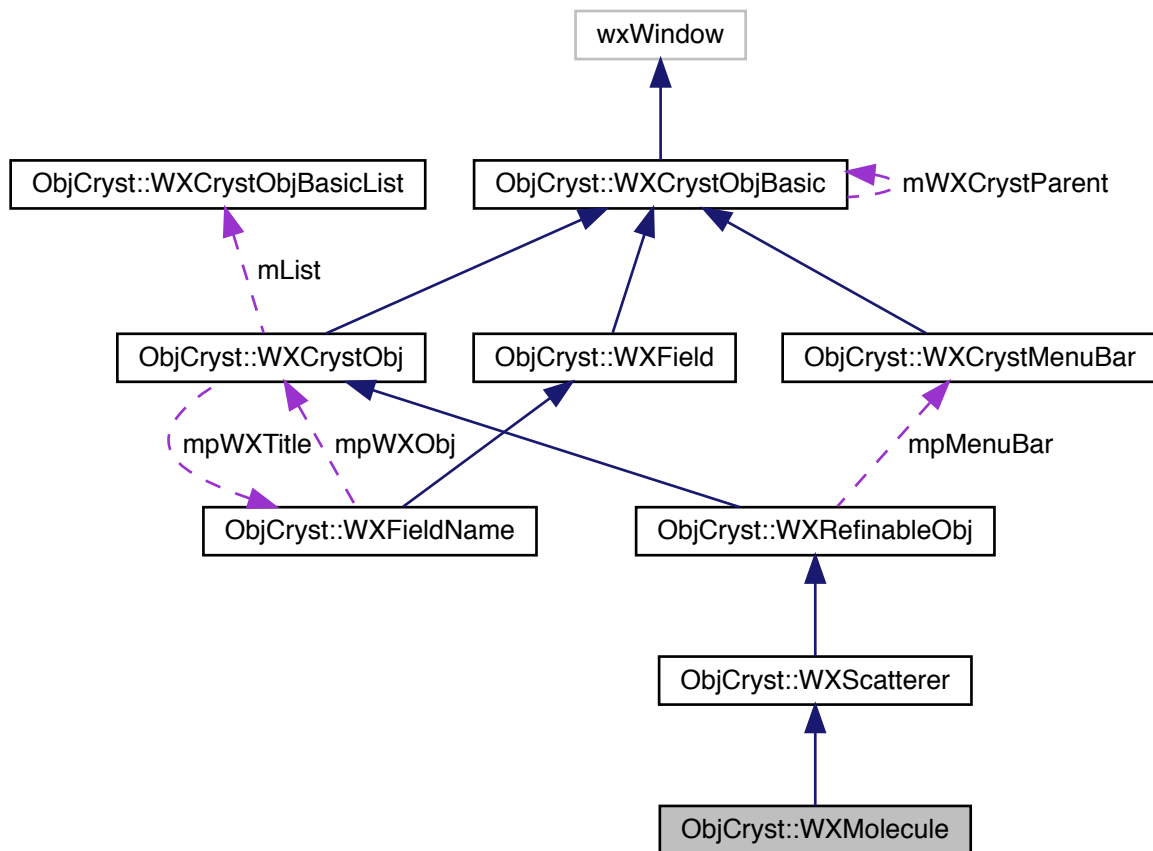 wxWindow
ObjCryst::WXCrystObjBasicList
ObjCryst::WXCrystObjBasic
mWXCrystParent
mList
ObjCryst::WXCrystObj
ObjCryst::WXField
ObjCryst::WXCrystMenuBar
mpWXTitle
mpWXObj
mpMenuBar
ObjCryst::WXFieldName
ObjCryst::WXRefinableObj
ObjCryst::WXScatterer
ObjCryst::WXMolecule